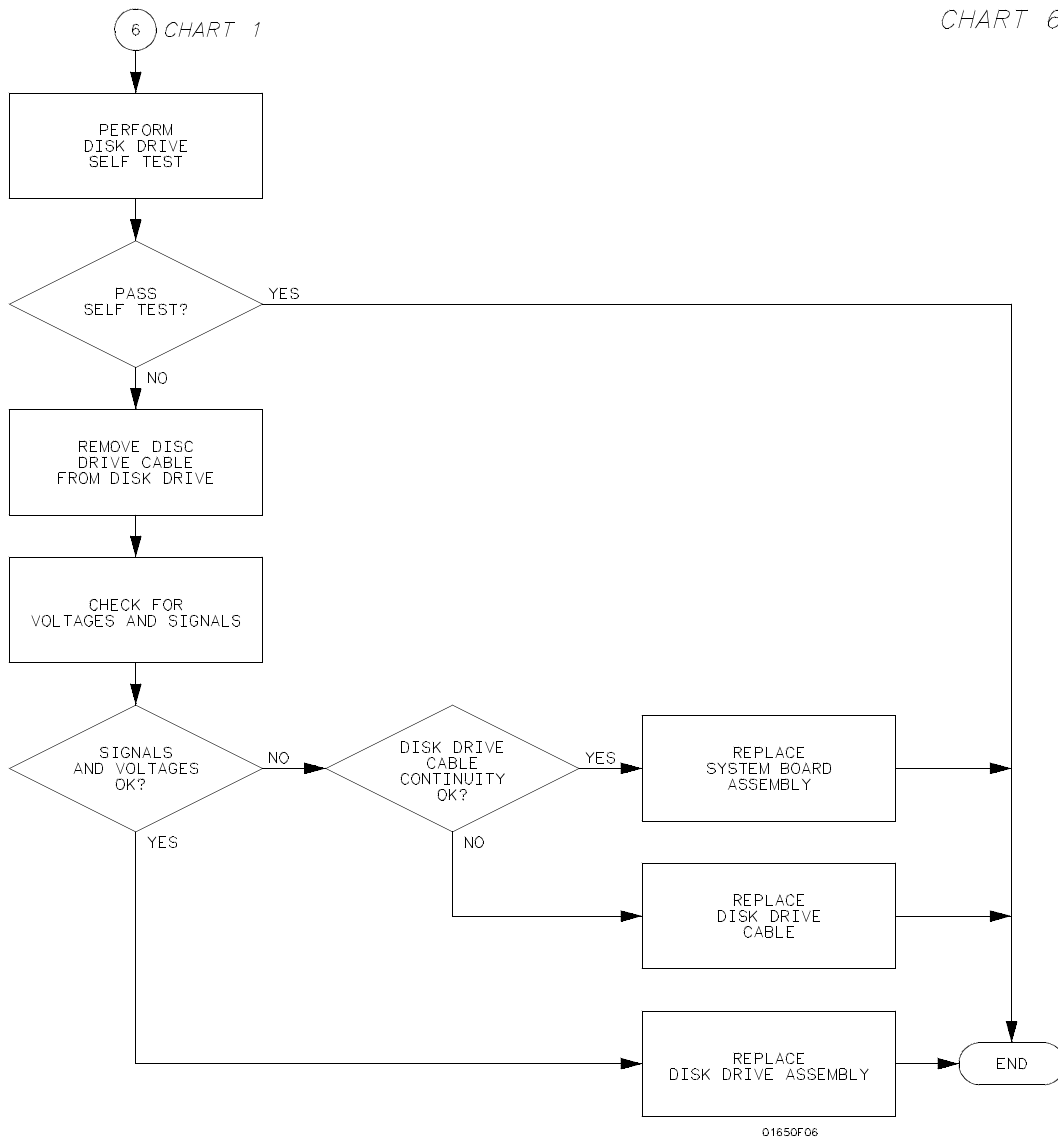 6 CHART 1
CHART 6
PERFORM
DISK DRIVE
SELF TEST
PASS
SELF TEST?
YES
NO
REMOVE DISC
DRIVE CABLE
FROM DISK DRIVE
CHECK FOR
VOLTAGES AND SIGNALS
SIGNALS
AND VOLTAGES
OK?
NO
YES
DISK DRIVE
CABLE
CONTINUITY
OK?
YES
NO
REPLACE
SYSTEM BOARD
ASSEMBLY
REPLACE
DISK DRIVE
CABLE
REPLACE
DISK DRIVE ASSEMBLY
END
01650F06